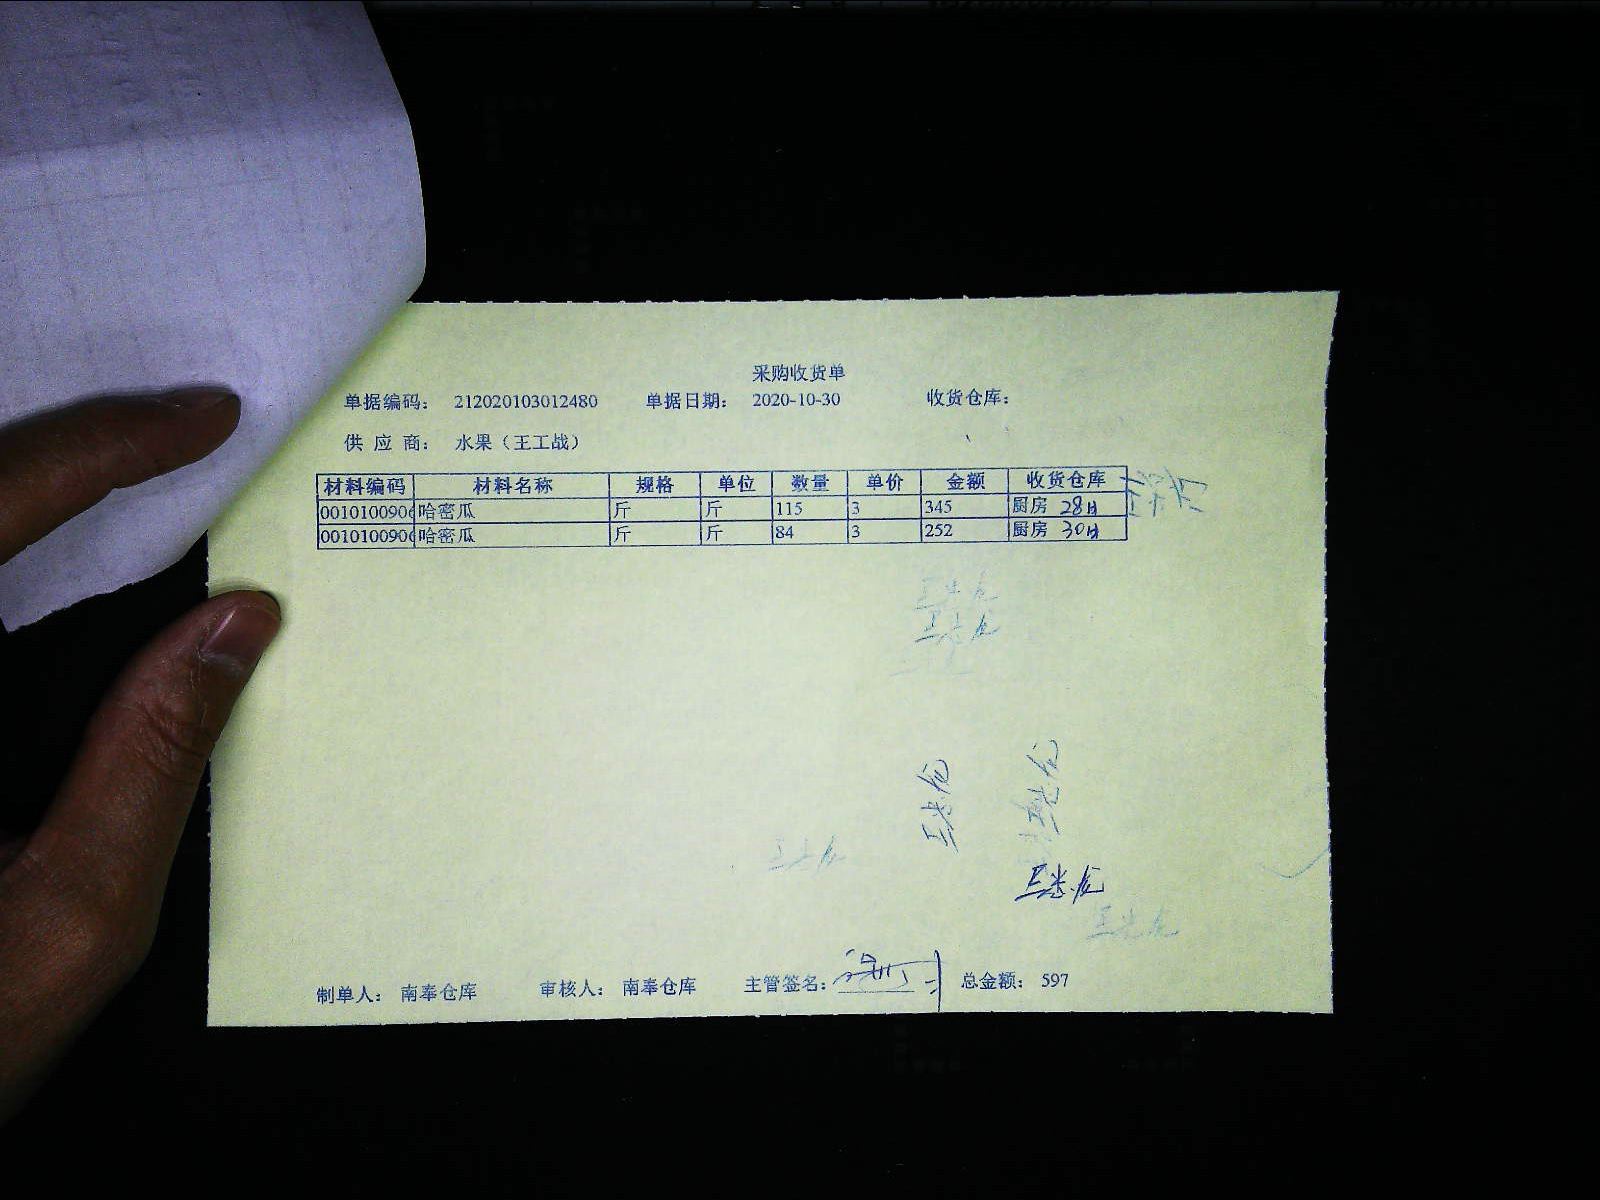 采购收货单
单据编码： 212020103012480 单据日期： 2020-10-30 收货仓库：
供 应 商： 水果（王工战）
材料编码 材料名称 规格 单位 数量 单价 金额 收货仓库
0010100906 哈密瓜 斤 斤 115 3 345 厨房 28日
0010100906 哈密瓜 斤 斤 84 3 252 厨房 30日
制单人： 南奉仓库 审核人： 南奉仓库 主管签名： 总金额： 597